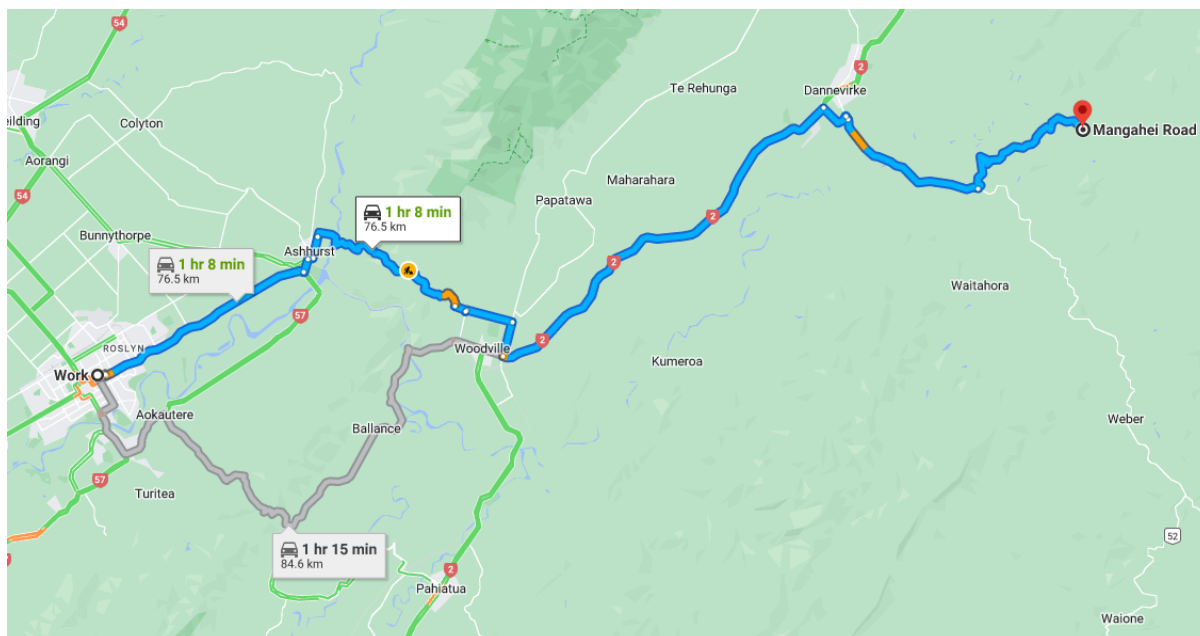 54
2
Dannevirke
Te Rehunga
Mangahei Road
eilding
Colyton
Aorangi
54
Maharahara
Papatawa
1 hr 8 min
76.5 km
2
Bunnythorpe
Ashhurst
1 hr 8 min
76.5 km
2
Waitahora
57
2
ROSLYN
Woodville
Kumeroa
Work
Aokautere
Weber
Ballance
57
Turitea
52
1 hr 15 min
84.6 km
2
Pahiatua
Waione